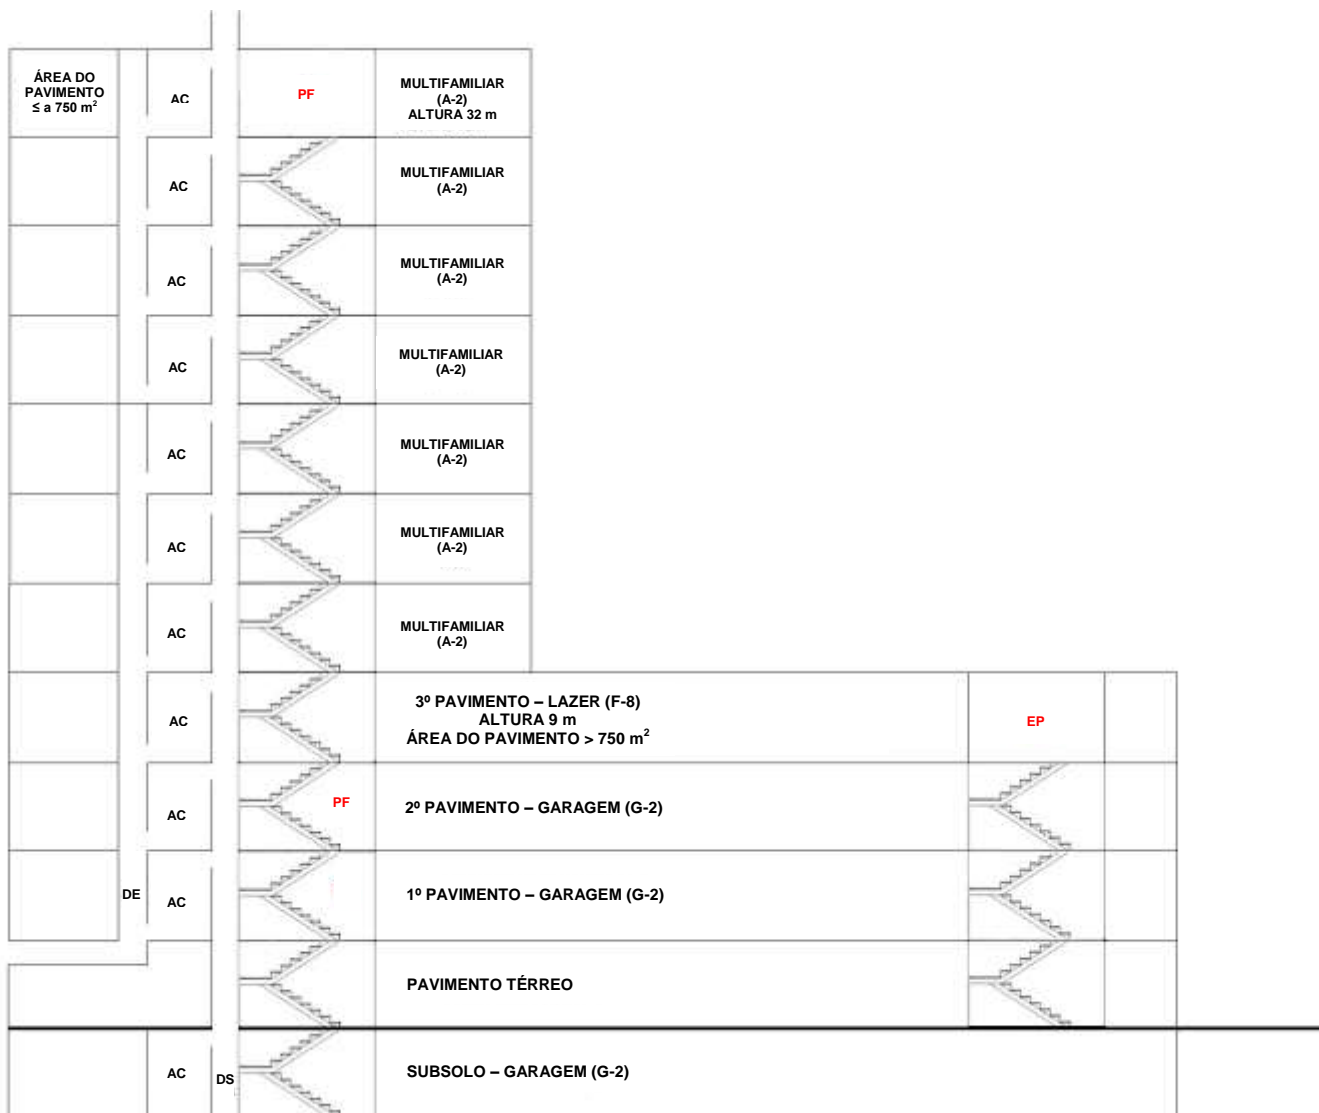 ÁREA DO
PAVIMENTO
≤ a 750 m²
AC
PF
MULTIFAMILIAR
(A-2)
ALTURA 32 m
AC
MULTIFAMILIAR
(A-2)
AC
MULTIFAMILIAR
(A-2)
AC
MULTIFAMILIAR
(A-2)
AC
MULTIFAMILIAR
(A-2)
AC
MULTIFAMILIAR
(A-2)
AC
MULTIFAMILIAR
(A-2)
AC
3º PAVIMENTO – LAZER (F-8)
ALTURA 9 m
ÁREA DO PAVIMENTO > 750 m²
EP
AC
PF
2º PAVIMENTO – GARAGEM (G-2)
DE
AC
1º PAVIMENTO – GARAGEM (G-2)
PAVIMENTO TÉRREO
AC
DS
SUBSOLO – GARAGEM (G-2)